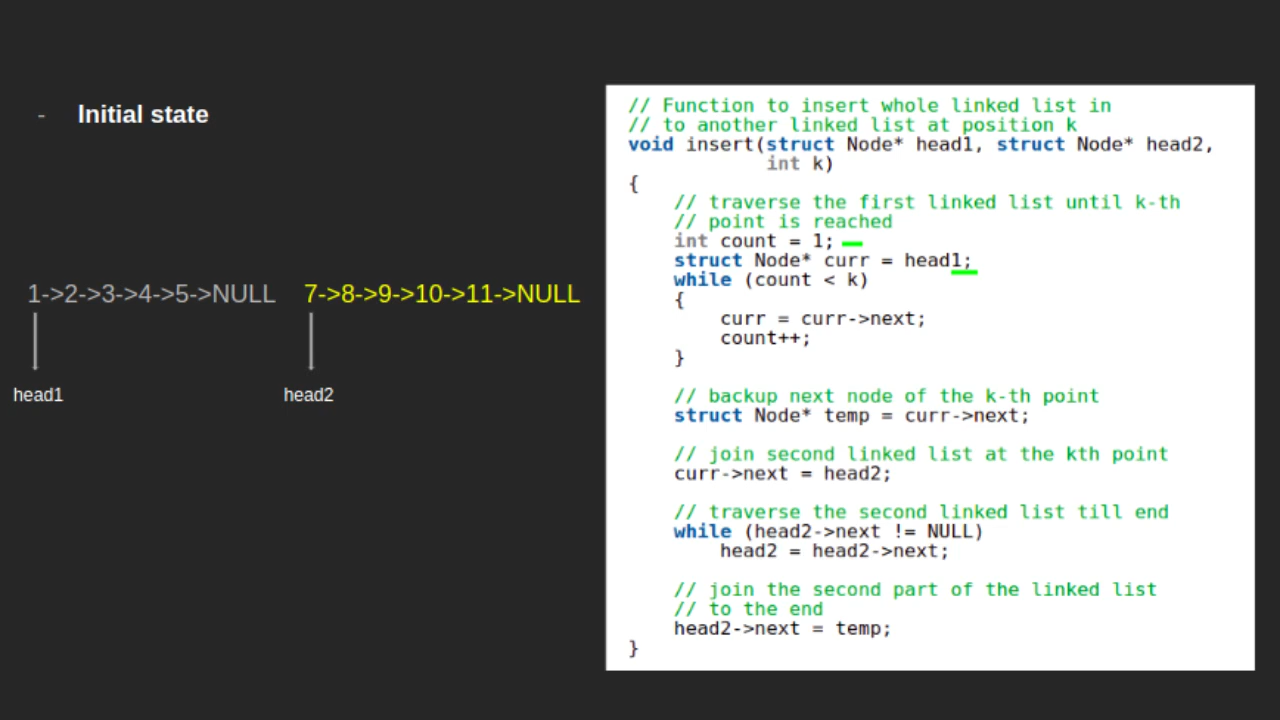 - Initial state
1->2->3->4->5->NULL
7->8->9->10->11->NULL
head1
head2
// Function to insert whole linked list in
// to another linked list at position k
void insert(struct Node* head1, struct Node* head2,
            int k)
{
    // traverse the first linked list until k-th
    // point is reached
    int count = 1;
    struct Node* curr = head1;
    while (count < k)
    {
        curr = curr->next;
        count++;
    }

    // backup next node of the k-th point
    struct Node* temp = curr->next;

    // join second linked list at the kth point
    curr->next = head2;

    // traverse the second linked list till end
    while (head2->next != NULL)
        head2 = head2->next;

    // join the second part of the linked list
    // to the end
    head2->next = temp;
}